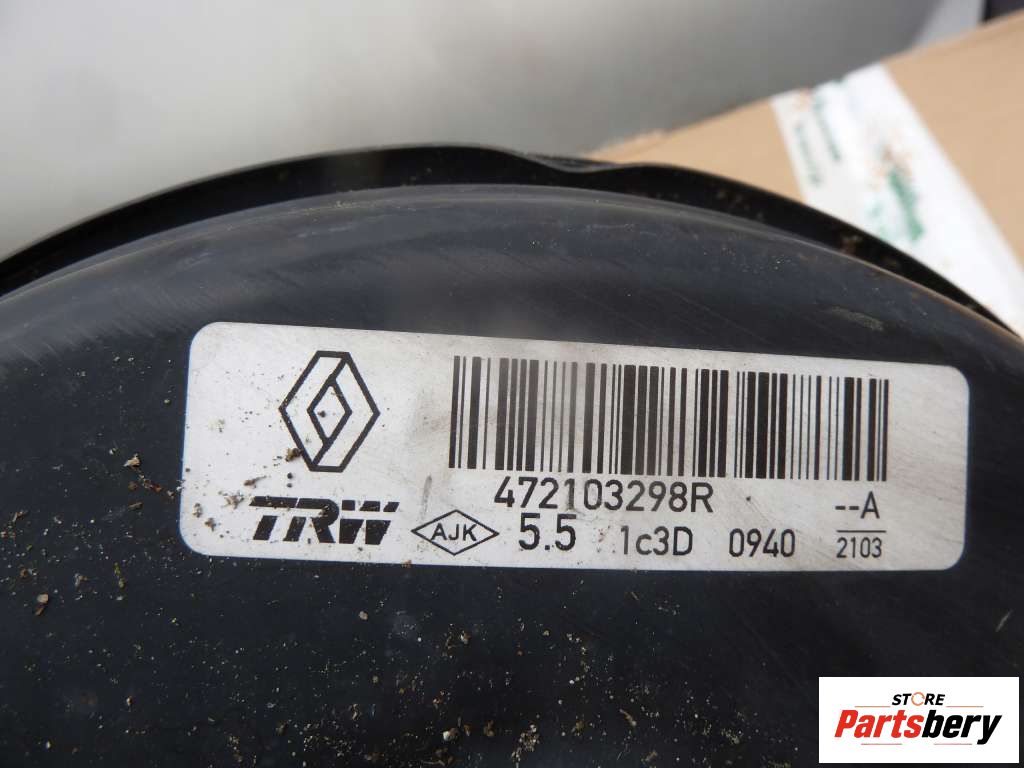 472103298R --A
TRW AJK 5.5 1c3D 0940 2103
STORE
Partsbery